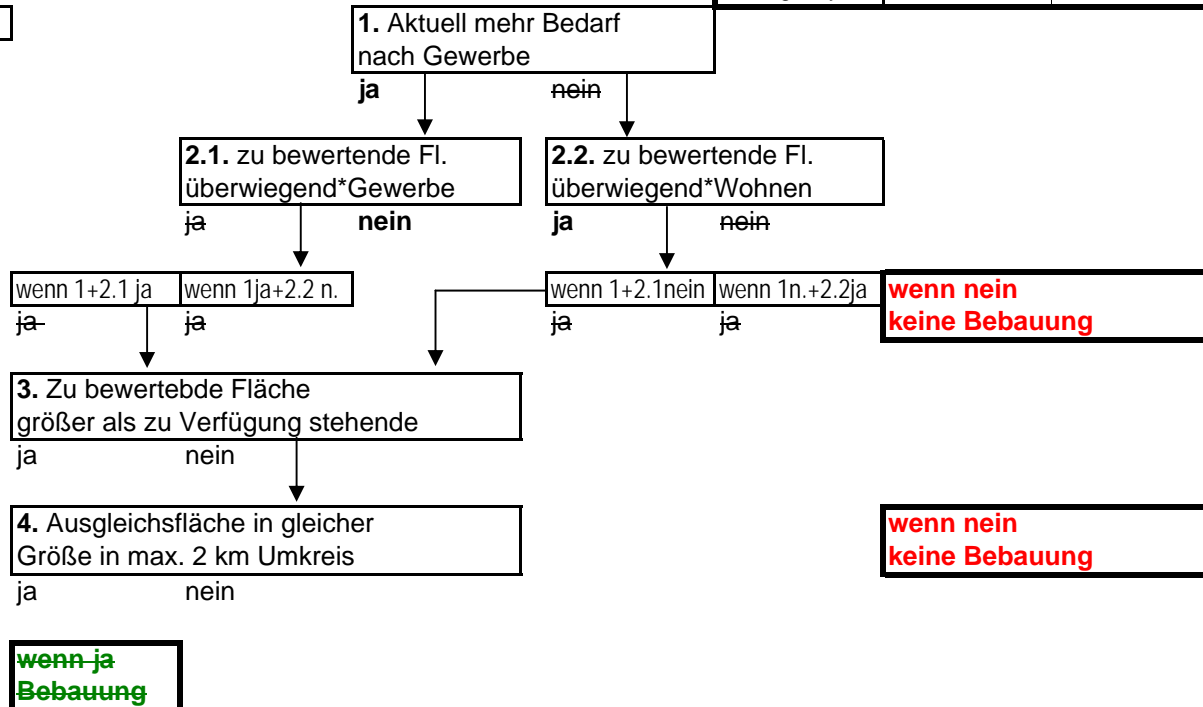 1. Aktuell mehr Bedarf
nach Gewerbe
ja nein
2.1. zu bewertende Fl.
überwiegend*Gewerbe
ja nein
2.2. zu bewertende Fl.
überwiegend*Wohnen
ja nein
wenn 1+2.1 ja wenn 1ja+2.2 n.
ja ja
wenn 1+2.1nein wenn 1n.+2.2ja
ja ja
wenn nein
keine Bebauung
3. Zu bewertebde Fläche
größer als zu Verfügung stehende
ja nein
4. Ausgleichsfläche in gleicher
Größe in max. 2 km Umkreis
ja nein
wenn nein
keine Bebauung
wenn ja
Bebauung